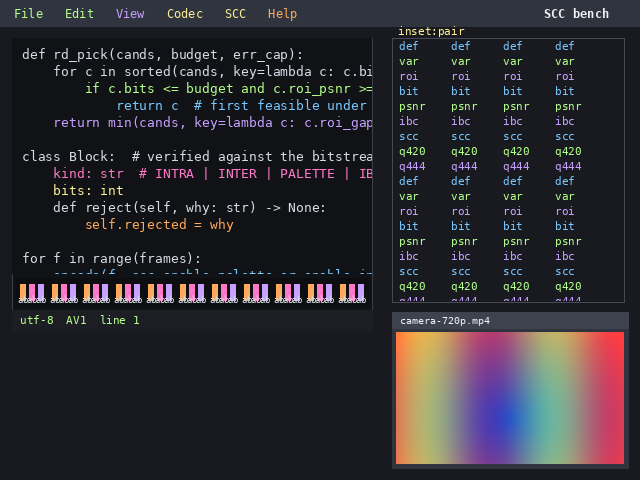 File Edit View Codec SCC Help SCC bench
def rd_pick(cands, budget, err_cap):
for c in sorted(cands, key=lambda c: c.bi
if c.bits <= budget and c.roi_psnr >=
return c  # first feasible under
return min(cands, key=lambda c: c.roi_gap
class Block:  # verified against the bitstrea
kind: str  # INTRA | INTER | PALETTE | IB
bits: int
def reject(self, why: str) -> None:
self.rejected = why
for f in range(frames):
utf-8 AV1 line 1
inset:pair
def def def def
var var var var
roi roi roi roi
bit bit bit bit
psnr psnr psnr psnr
ibc ibc ibc ibc
scc scc scc scc
q420 q420 q420 q420
q444 q444 q444 q444
def def def def
var var var var
roi roi roi roi
bit bit bit bit
psnr psnr psnr psnr
ibc ibc ibc ibc
scc scc scc scc
q420 q420 q420 q420
q444 q444 q444 q444
camera-720p.mp4